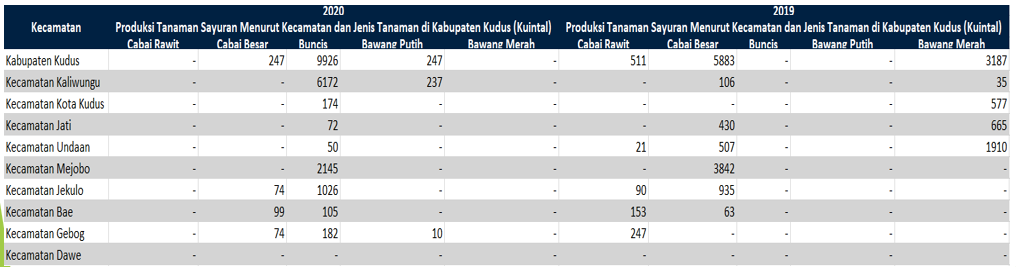 2020 2019
Kecamatan Produksi Tanaman Sayuran Menurut Kecamatan dan Jenis Tanaman di Kabupaten Kudus (Kuintal) Produksi Tanaman Sayuran Menurut Kecamatan dan Jenis Tanaman di Kabupaten Kudus (Kuintal)
Cabai Rawit Cabai Besar Buncis Bawang Putih Bawang Merah Cabai Rawit Cabai Besar Buncis Bawang Putih Bawang Merah
Kabupaten Kudus - 247 9926 247 - 511 5883 - - 3187
Kecamatan Kaliwungu - - 6172 237 - - 106 - - 35
Kecamatan Kota Kudus - - 174 - - - - - - 577
Kecamatan Jati - - 72 - - - 430 - - 665
Kecamatan Undaan - - 50 - - 21 507 - - 1910
Kecamatan Mejobo - - 2145 - - - 3842 - - -
Kecamatan Jekulo - 74 1026 - - 90 935 - - -
Kecamatan Bae - 99 105 - - 153 63 - - -
Kecamatan Gebog - 74 182 10 - 247 - - - -
Kecamatan Dawe - - - - - - - - - -